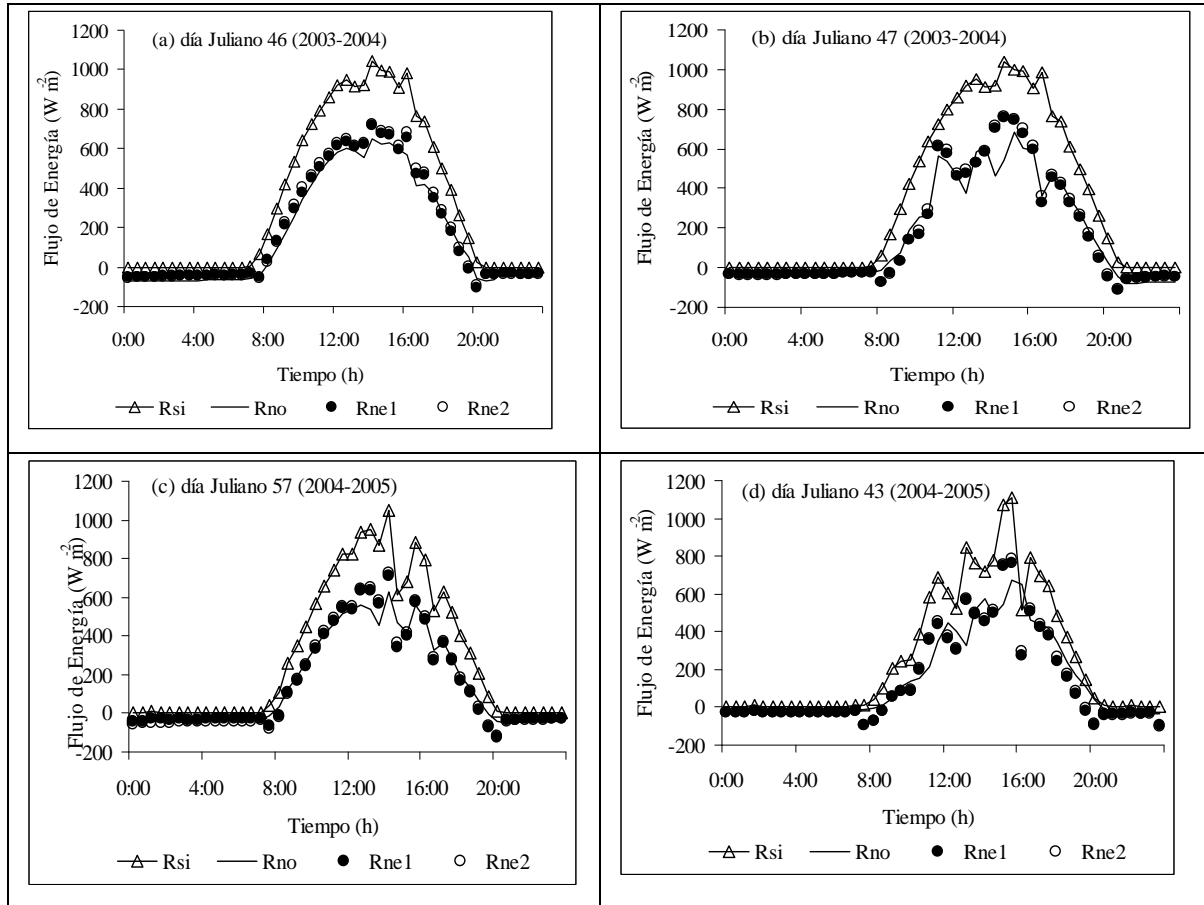 (a) día Juliano 46 (2003-2004)
Flujo de Energía (W m-2)
1200
1000
800
600
400
200
0
-200
0:00 4:00 8:00 12:00 16:00 20:00
Tiempo (h)
Rsi Rno Rne1 Rne2
(b) día Juliano 47 (2003-2004)
Flujo de Energía (W m-2)
1200
1000
800
600
400
200
0
-200
0:00 4:00 8:00 12:00 16:00 20:00
Tiempo (h)
Rsi Rno Rne1 Rne2
(c) día Juliano 57 (2004-2005)
Flujo de Energía (W m-2)
1200
1000
800
600
400
200
0
-200
0:00 4:00 8:00 12:00 16:00 20:00
Tiempo (h)
Rsi Rno Rne1 Rne2
(d) día Juliano 43 (2004-2005)
Flujo de Energía (W m-2)
1200
1000
800
600
400
200
0
-200
0:00 4:00 8:00 12:00 16:00 20:00
Tiempo (h)
Rsi Rno Rne1 Rne2